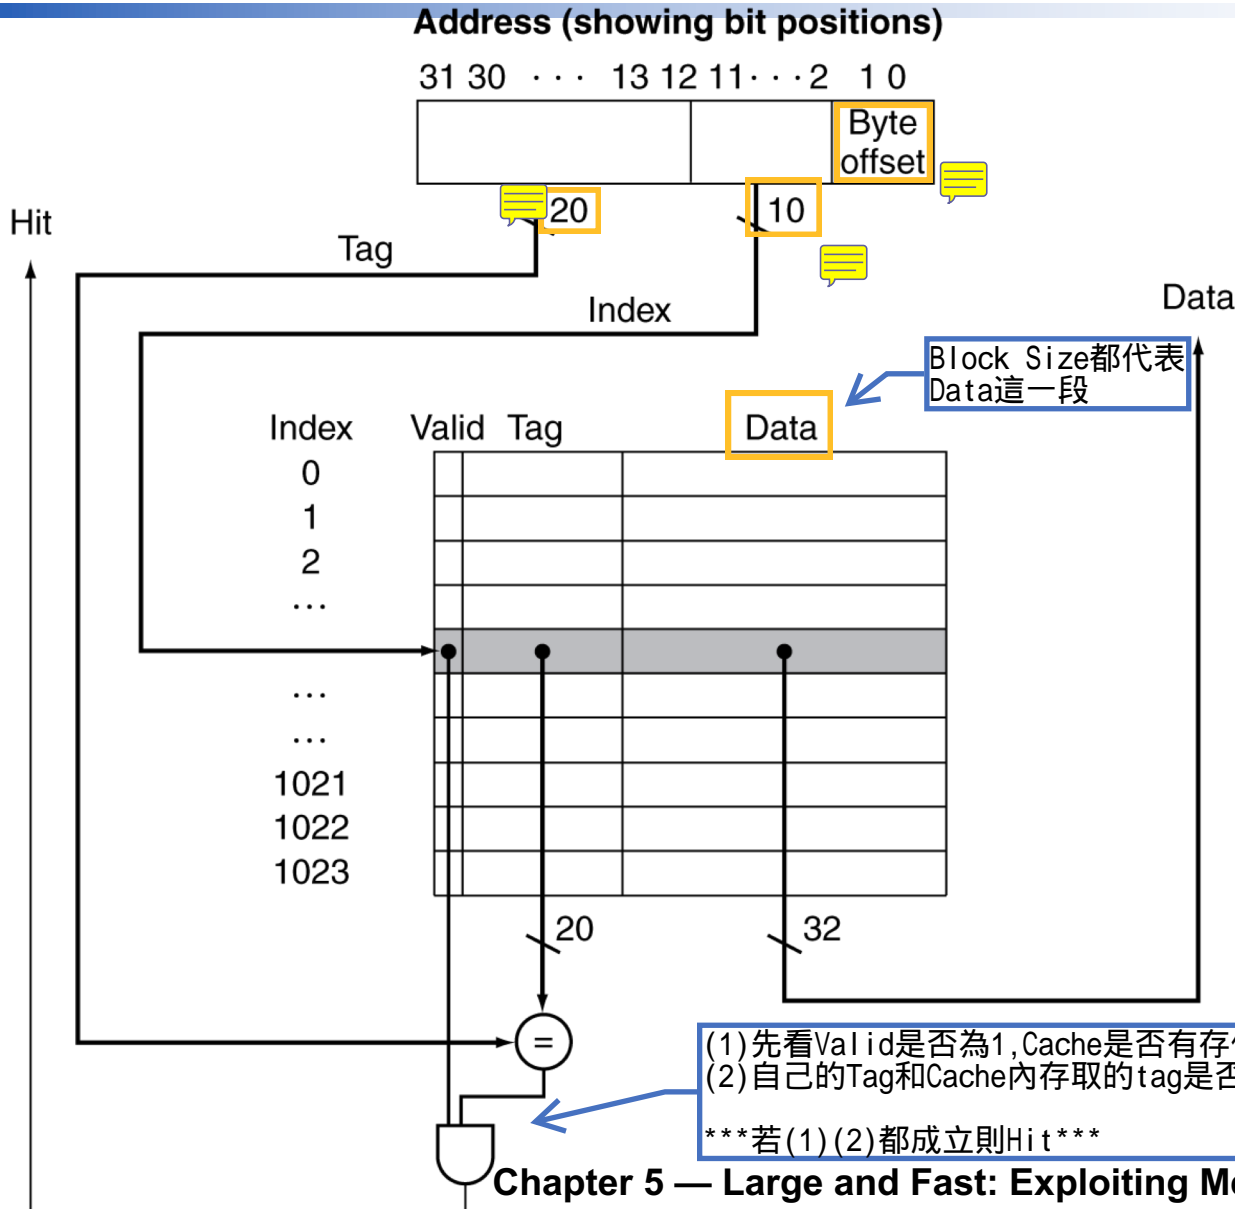 Address (showing bit positions)
31 30 · · · 13 12 11 · · · 2 1 0
Byte
offset
20
10
Hit
Tag
Index
Data
Block Size都代表
Data這一段
Index
Valid
Tag
Data
0
1
2
···
···
···
1021
1022
1023
20
32
=
(1)先看Valid是否為1,Cache是否有存
(2)自己的Tag和Cache內存取的tag是否
***若(1)(2)都成立則Hit***
Chapter 5 — Large and Fast: Exploiting